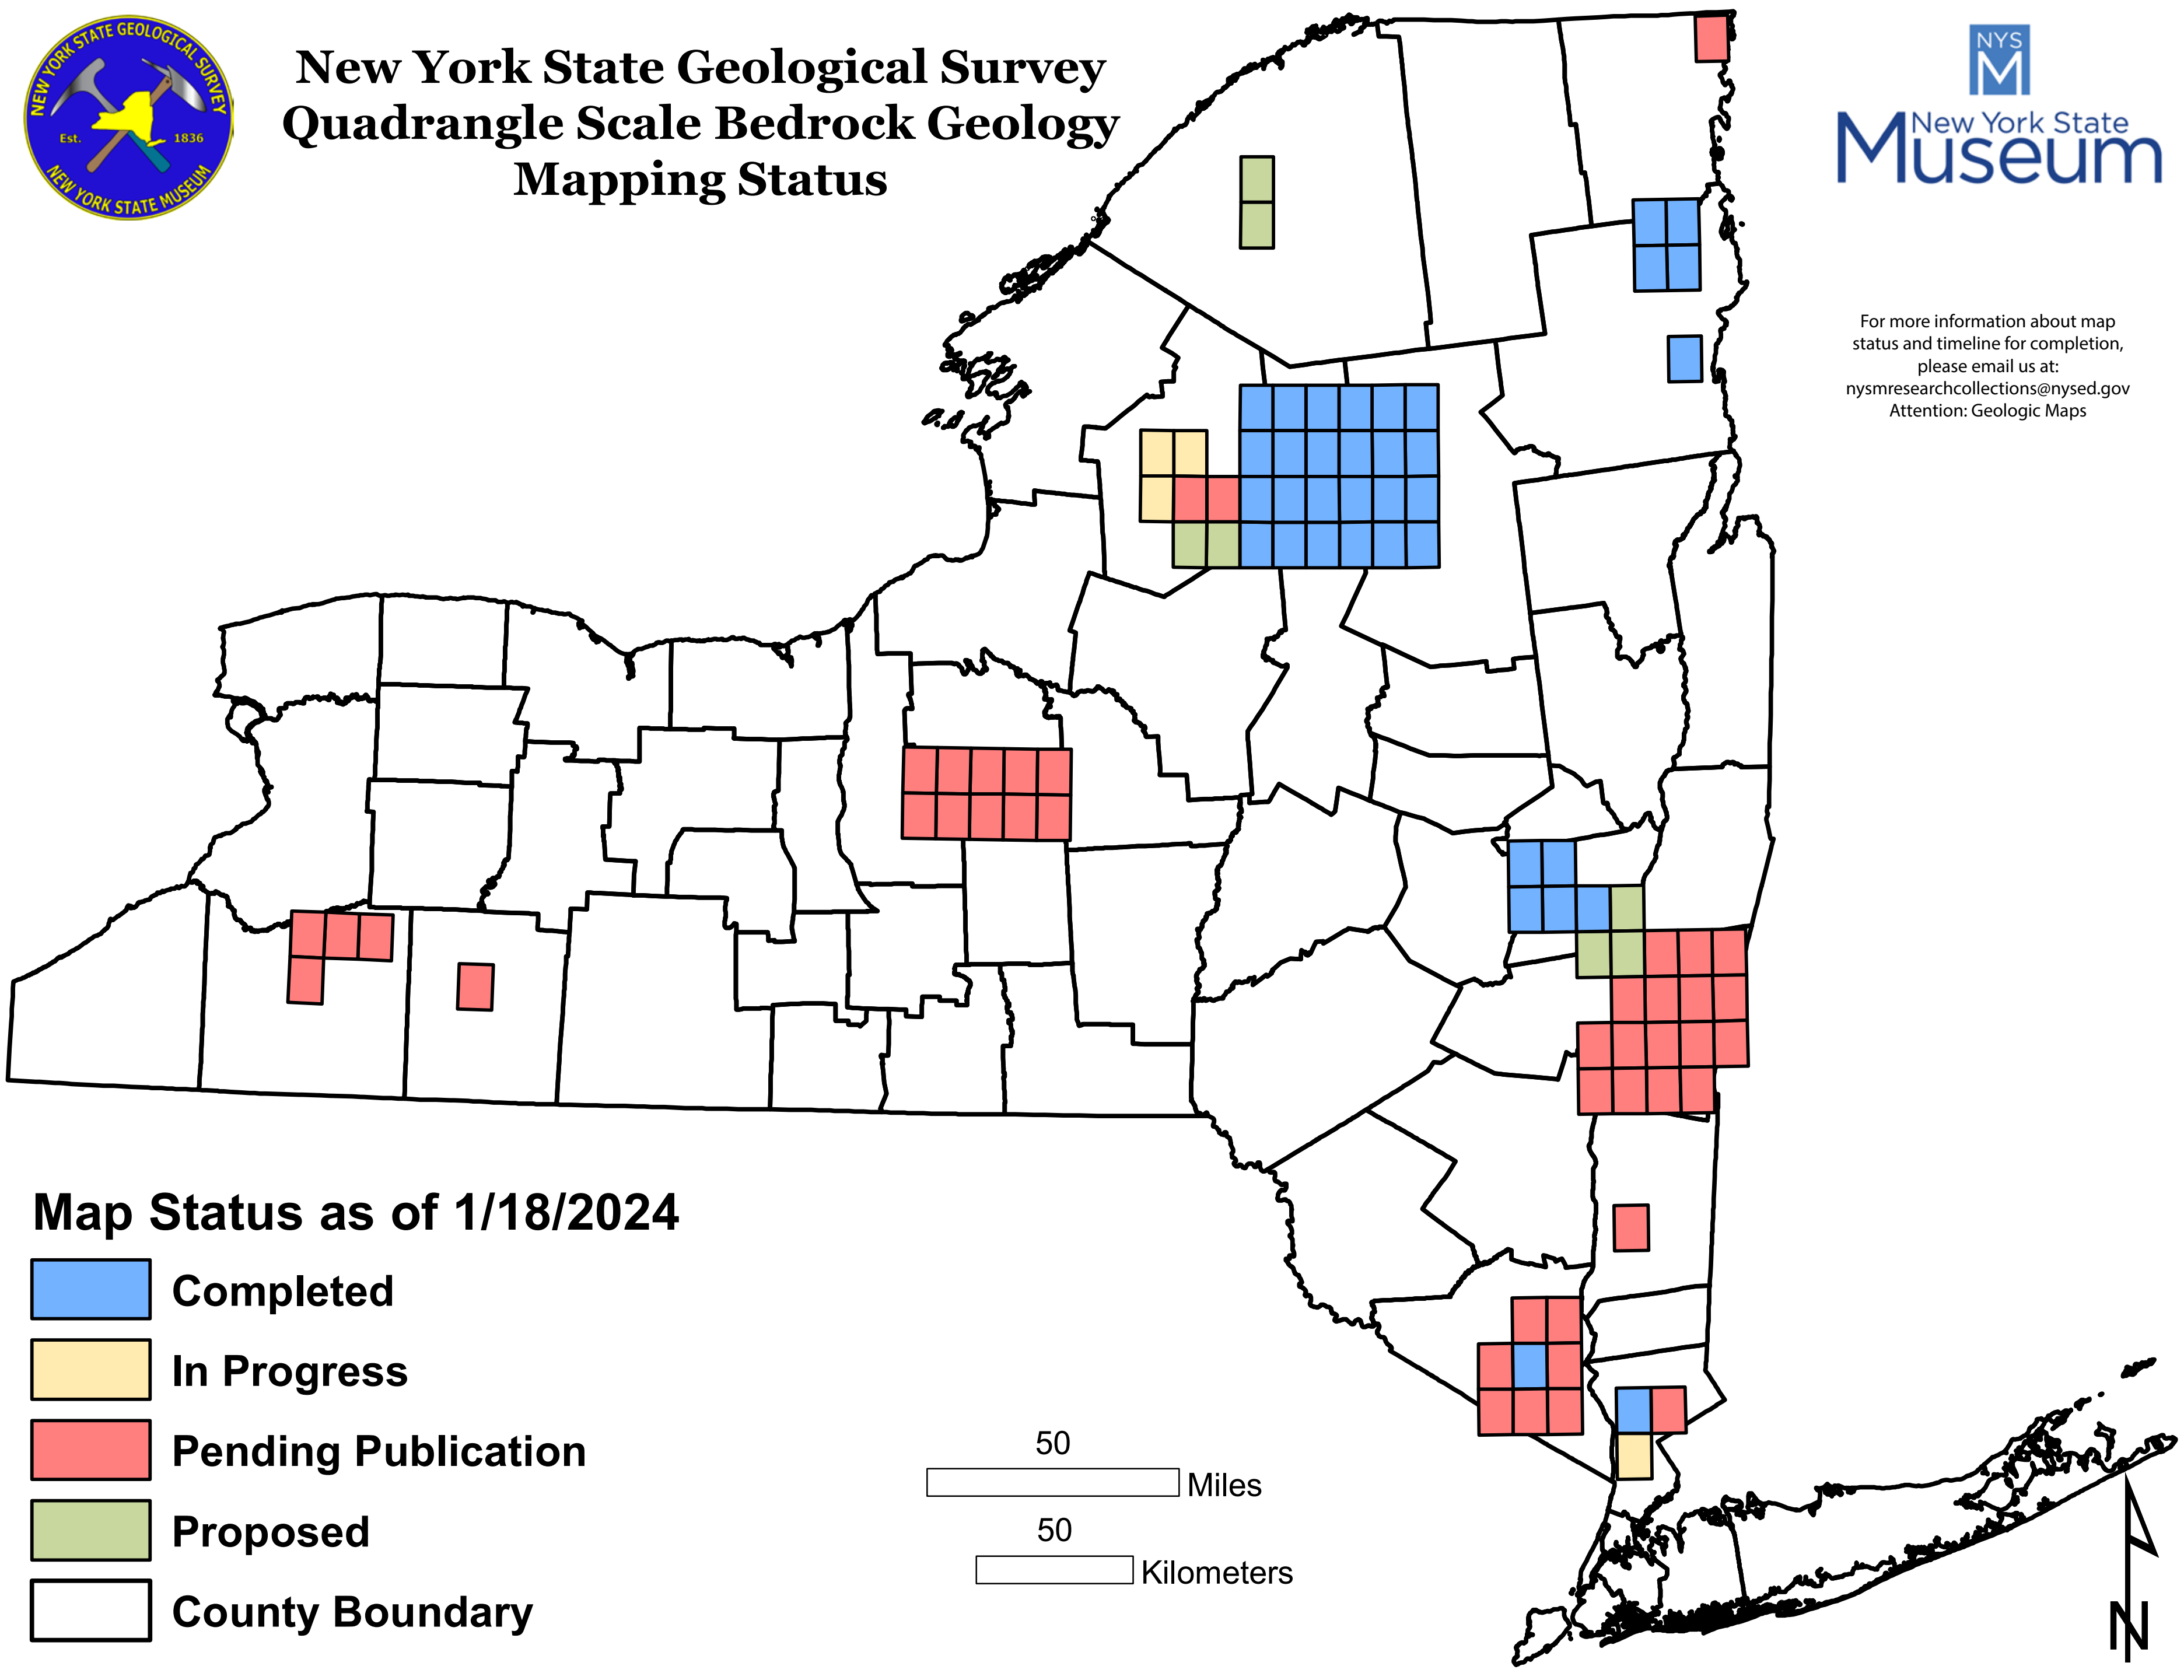 NEW YORK STATE GEOLOGICAL SURVEY
Est. 1836
NEW YORK STATE MUSEUM
New York State Geological Survey
Quadrangle Scale Bedrock Geology
Mapping Status
NYS
M
New York State
Museum
For more information about map
status and timeline for completion,
please email us at:
nysmresearchcollections@nysed.gov
Attention: Geologic Maps
Map Status as of 1/18/2024
Completed
In Progress
Pending Publication
Proposed
County Boundary
50
Miles
50
Kilometers
N